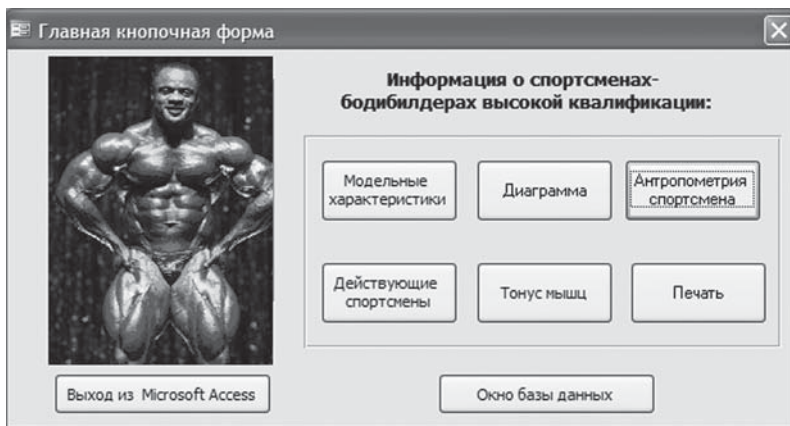 Главная кнопочная форма
Информация о спортсменах-
бодибилдерах высокой квалификации:
Модельные
характеристики
Диаграмма
Антропометрия
спортсмена
Действующие
спортсмены
Тонус мышц
Печать
Выход из Microsoft Access
Окно базы данных